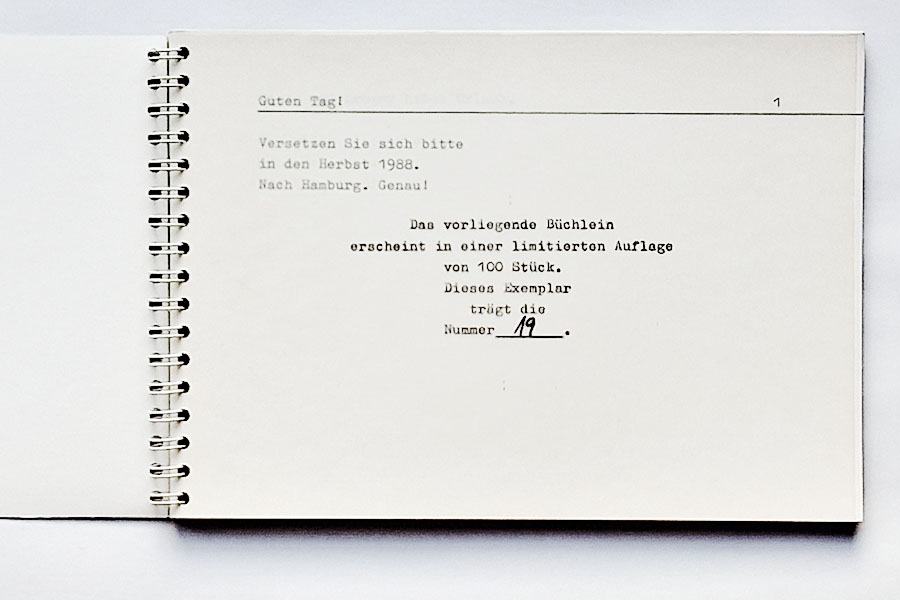 Guten Tag! 1
Versetzen Sie sich bitte
in den Herbst 1988.
Nach Hamburg. Genau!
Das vorliegende Büchlein
erscheint in einer limitierten Auflage
von 100 Stück.
Dieses Exemplar
trägt die
Nummer 19.